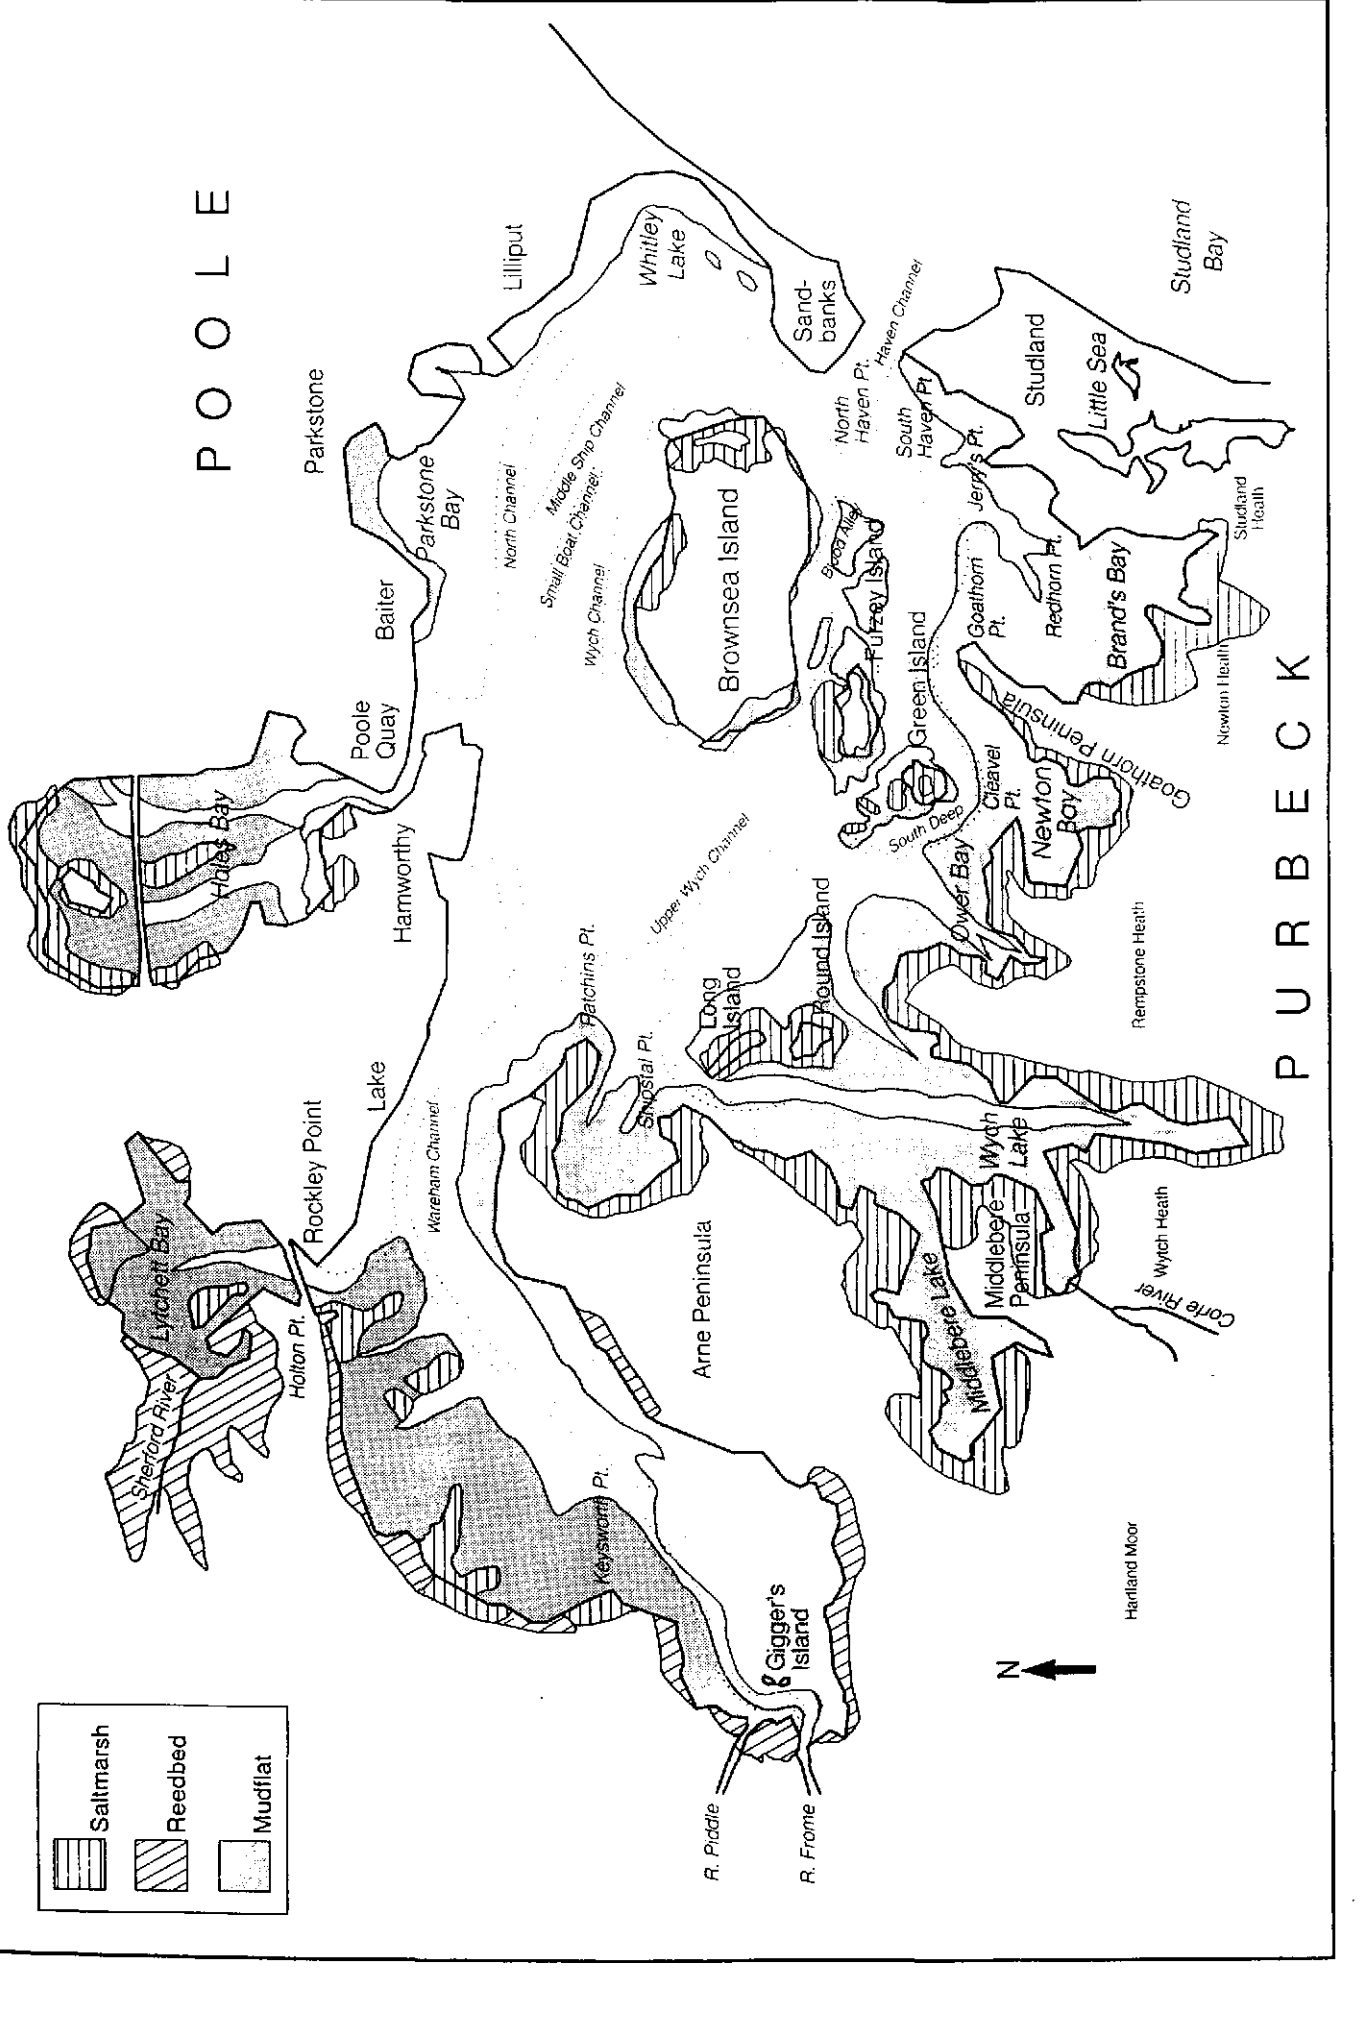 Saltmarsh
Reedbed
Mudflat
POOLE
Sherford River
Lytchett Bay
Holton Pt.
Rockley Point
Lake
Holes Bay
Hamworthy
Poole
Quay
Baiter
Parkstone
Parkstone
Bay
Lilliput
Whitley
Lake
Sand-
banks
North Channel
Middle Ship Channel
Small Boat Channel
Wych Channel
Wareham Channel
Upper Wych Channel
Keysworth Pt.
Patchins Pt.
Shipstal Pt.
Arne Peninsula
Gigger's
Island
R. Piddle
R. Frome
Long
Island
Round Island
Brownsea Island
Blood Alley
Furzey Island
Green Island
South Deep
North
Haven Pt.
South
Haven Pt
Haven Channel
Jerry's Pt.
Goathorn
Pt.
Redhorn Pt.
Brand's Bay
Studland
Little Sea
Studland
Bay
Studland
Heath
Newton Heath
Goathorn Peninsula
Cleavel
Pt.
Newton
Bay
Ower Bay
Rempstone Heath
Wych
Lake
Middlebere
Peninsula
Middlebere Lake
Wytch Heath
Corfe River
Hartland Moor
N
PURBECK